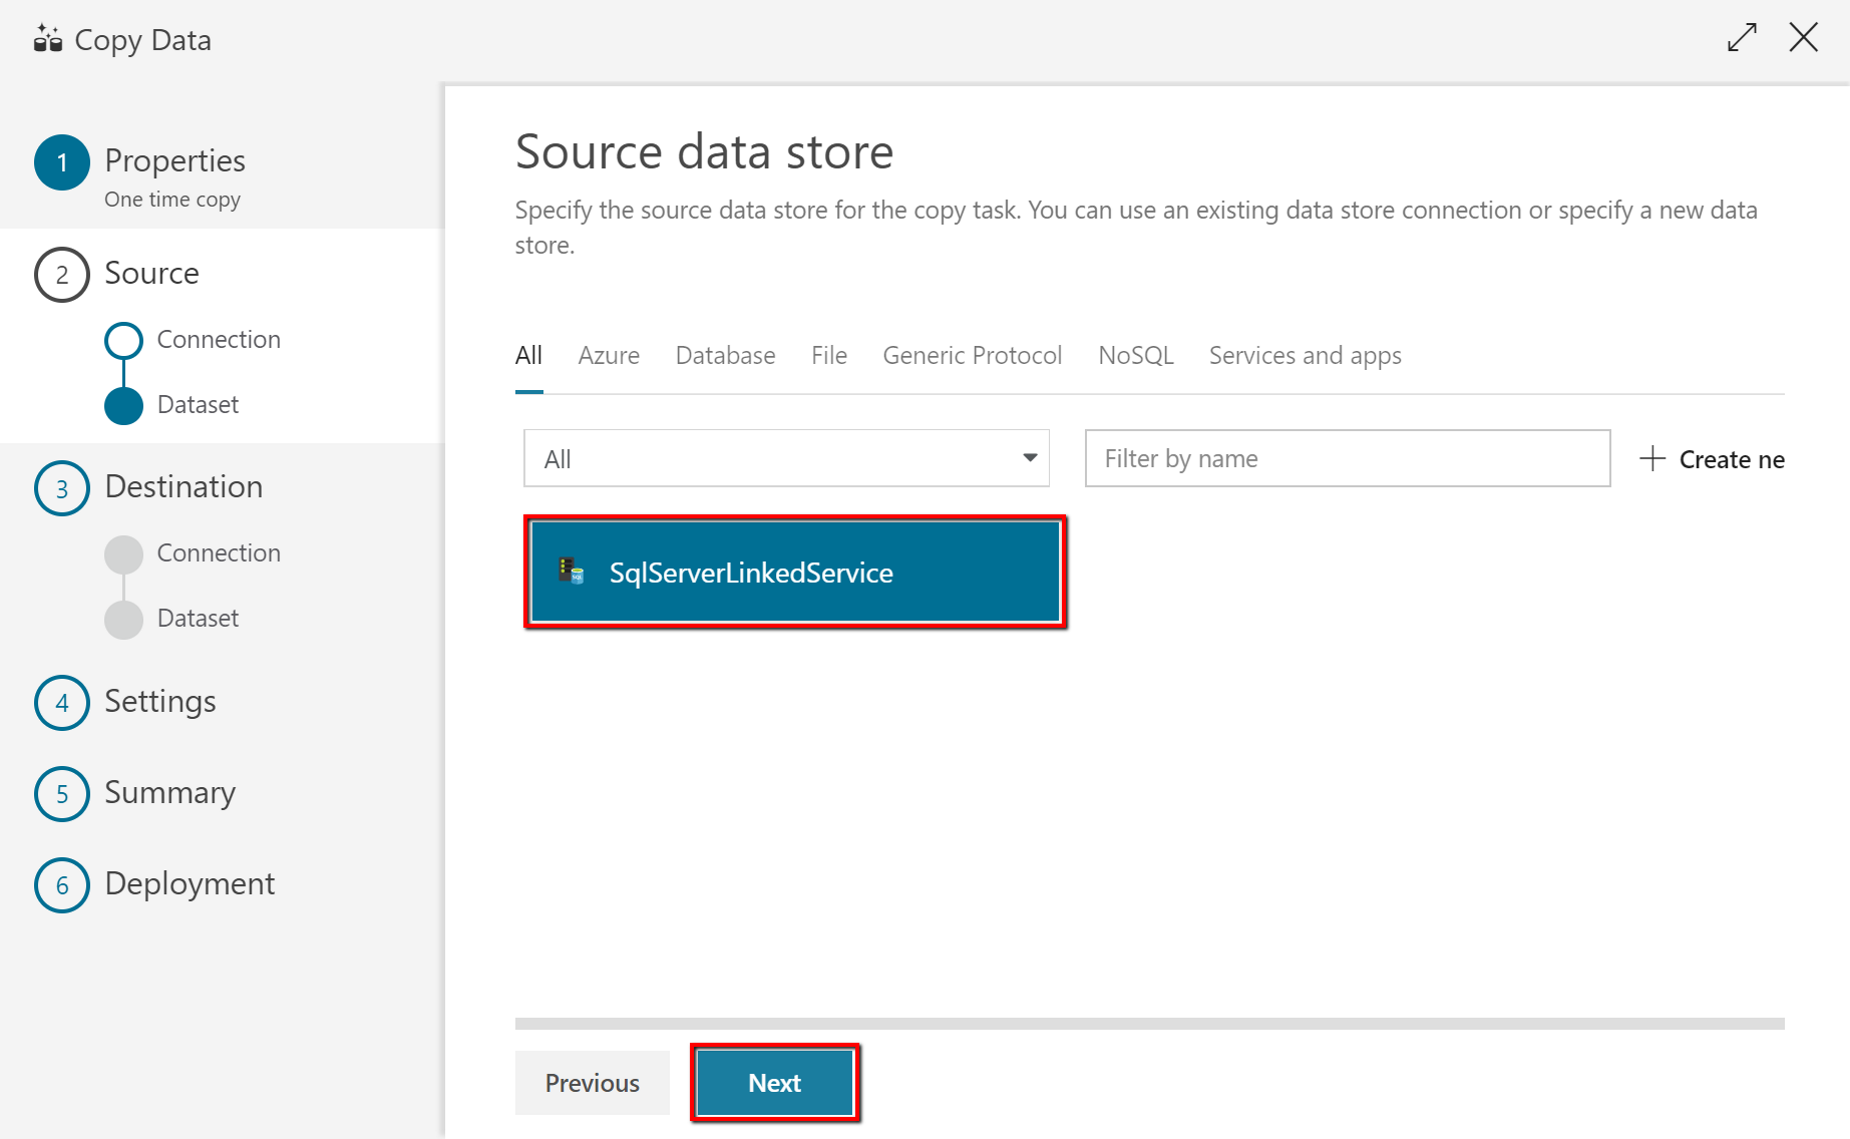 Copy Data
1
Properties
One time copy
2
Source
Connection
Dataset
3
Destination
Connection
Dataset
4
Settings
5
Summary
6
Deployment
Source data store
Specify the source data store for the copy task. You can use an existing data store connection or specify a new data
store.
All Azure Database File Generic Protocol NoSQL Services and apps
All
Filter by name
Create ne
SqlServerLinkedService
Previous Next